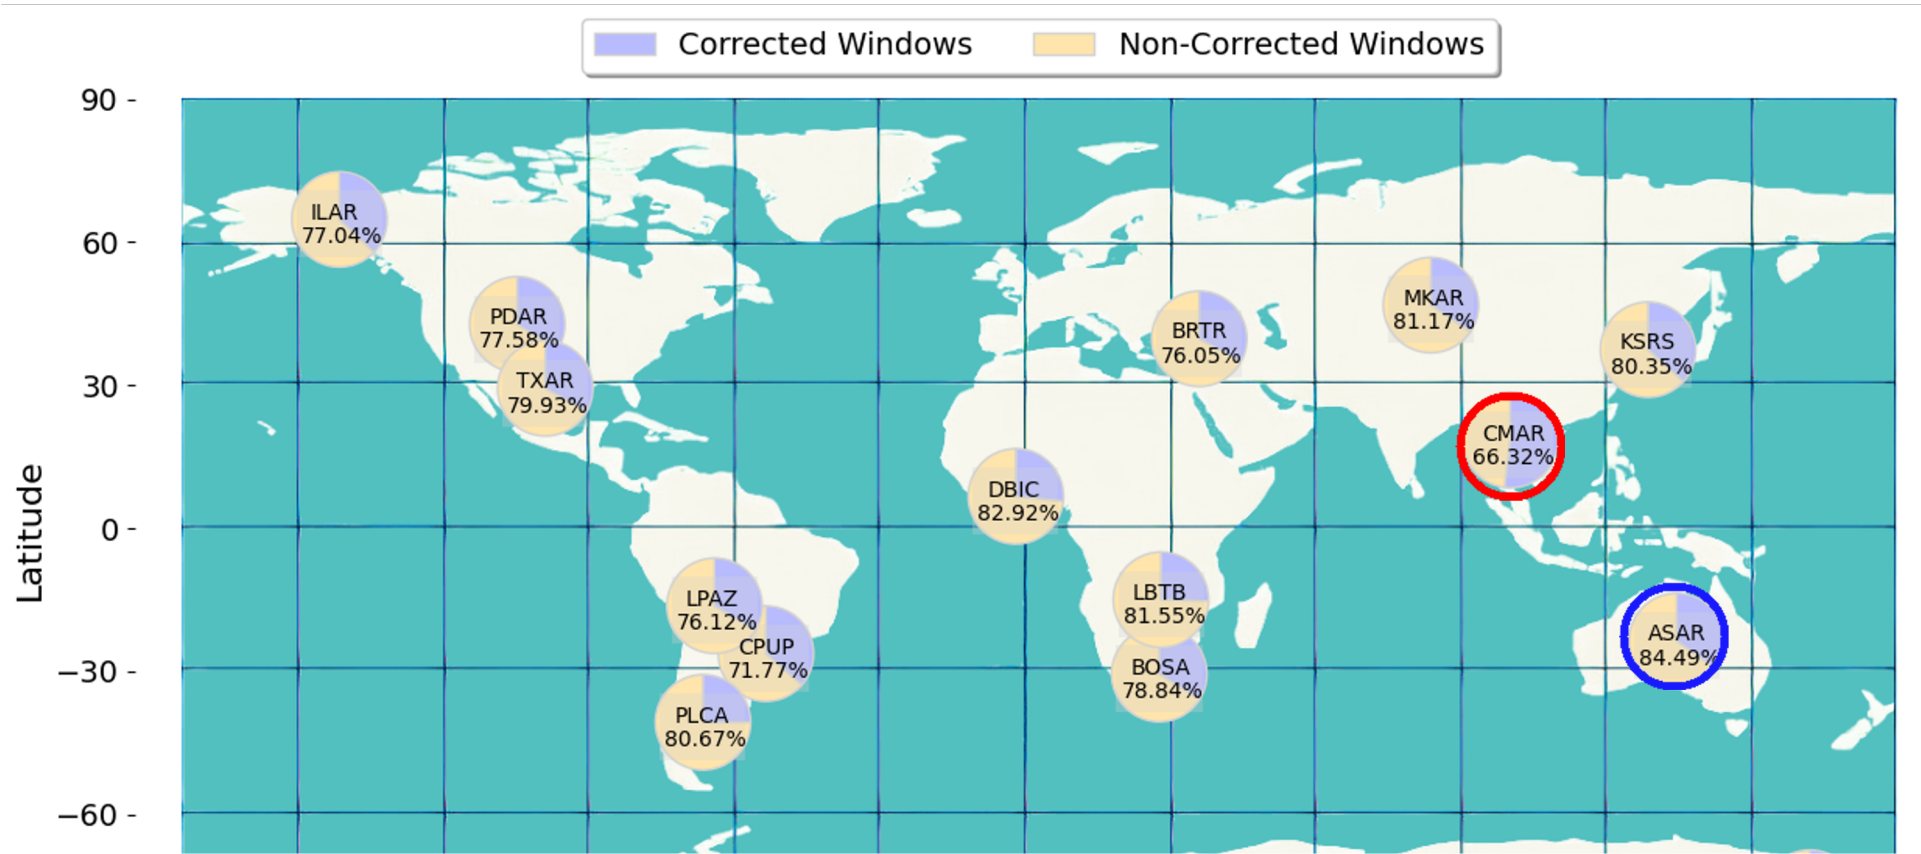 Corrected Windows
Non-Corrected Windows
90 -
60 -
30 -
0 -
−30 -
−60 -
Latitude
ILAR
77.04%
PDAR
77.58%
TXAR
79.93%
BRTR
76.05%
MKAR
81.17%
KSRS
80.35%
CMAR
66.32%
DBIC
82.92%
LPAZ
76.12%
CPUP
71.77%
PLCA
80.67%
LBTB
81.55%
BOSA
78.84%
ASAR
84.49%